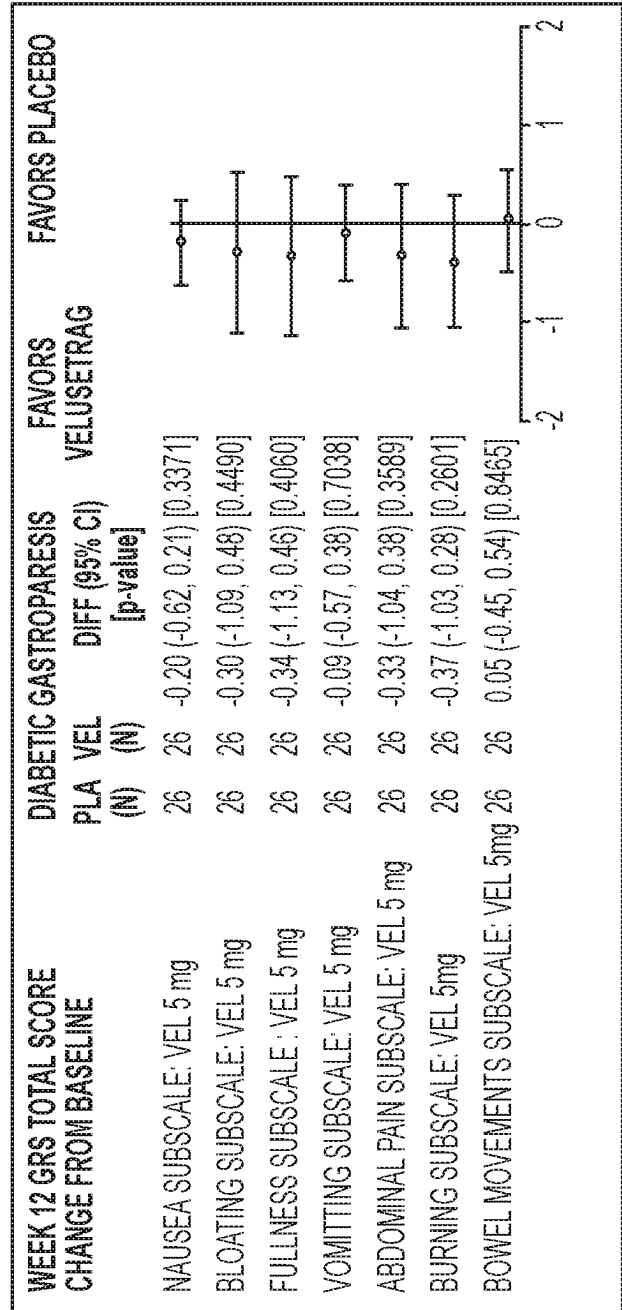 WEEK 12 GRS TOTAL SCORE DIABETIC GASTROPARESIS FAVORS FAVORS PLACEBO
CHANGE FROM BASELINE PLA VEL DIFF (95% CI) VELUSETRAG
(N) (N) [p-value]
NAUSEA SUBSCALE: VEL 5 mg 26 26 -0.20 (-0.62, 0.21) [0.3371]
BLOATING SUBSCALE: VEL 5 mg 26 26 -0.30 (-1.09, 0.48) [0.4490]
FULLNESS SUBSCALE : VEL 5 mg 26 26 -0.34 (-1.13, 0.46) [0.4060]
VOMITTING SUBSCALE: VEL 5 mg 26 26 -0.09 (-0.57, 0.38) [0.7038]
ABDOMINAL PAIN SUBSCALE: VEL 5 mg 26 26 -0.33 (-1.04, 0.38) [0.3589]
BURNING SUBSCALE: VEL 5mg 26 26 -0.37 (-1.03, 0.28) [0.2601]
BOWEL MOVEMENTS SUBSCALE: VEL 5mg 26 26 0.05 (-0.45, 0.54) [0.8465]
-2 -1 0 1 2